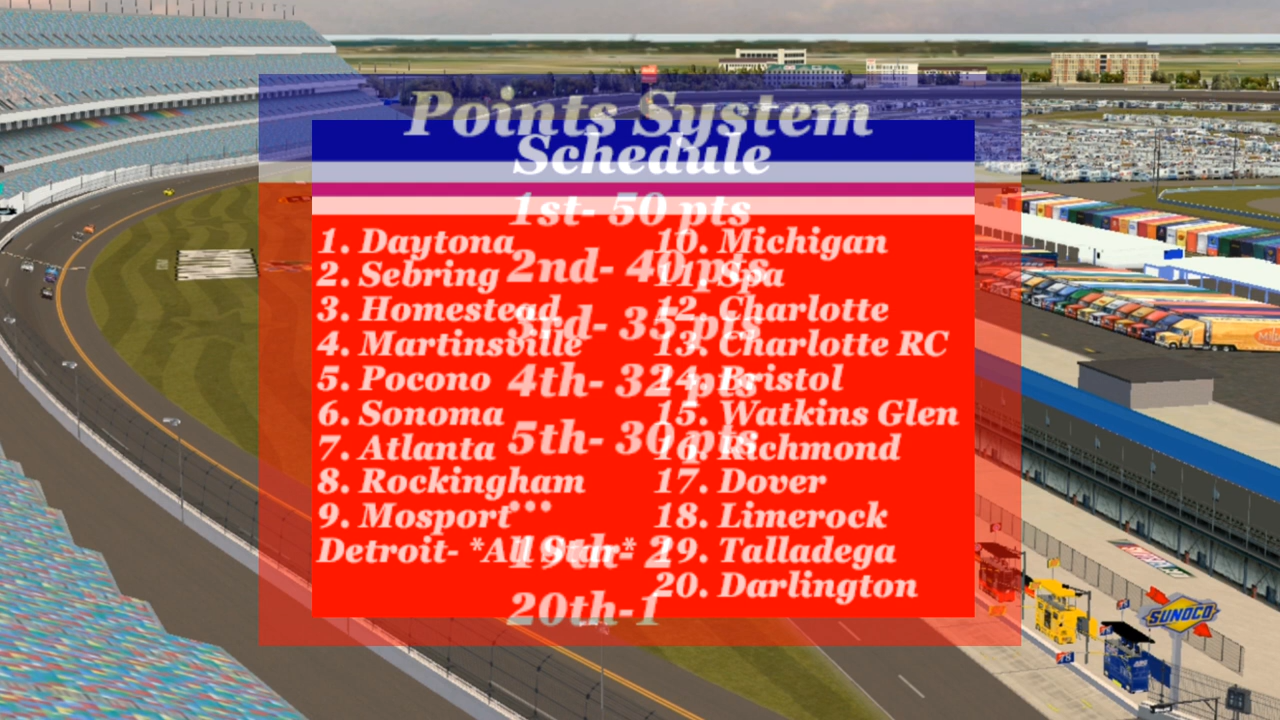 Points System
Schedule
1st- 50 pts
1. Daytona
10. Michigan
2nd- 40 pts
2. Sebring
11. Spa
3. Homestead
12. Charlotte
3rd- 35 pts
4. Martinsville
13. Charlotte RC
5. Pocono
14. Bristol
4th- 32 pts
6. Sonoma
15. Watkins Glen
5th- 30 pts
7. Atlanta
16. Richmond
8. Rockingham
17. Dover
9. Mosport
18. Limerock
•••
Detroit- *All Star*
19. Talladega
19th- 2
20. Darlington
20th-1
SUNOCO